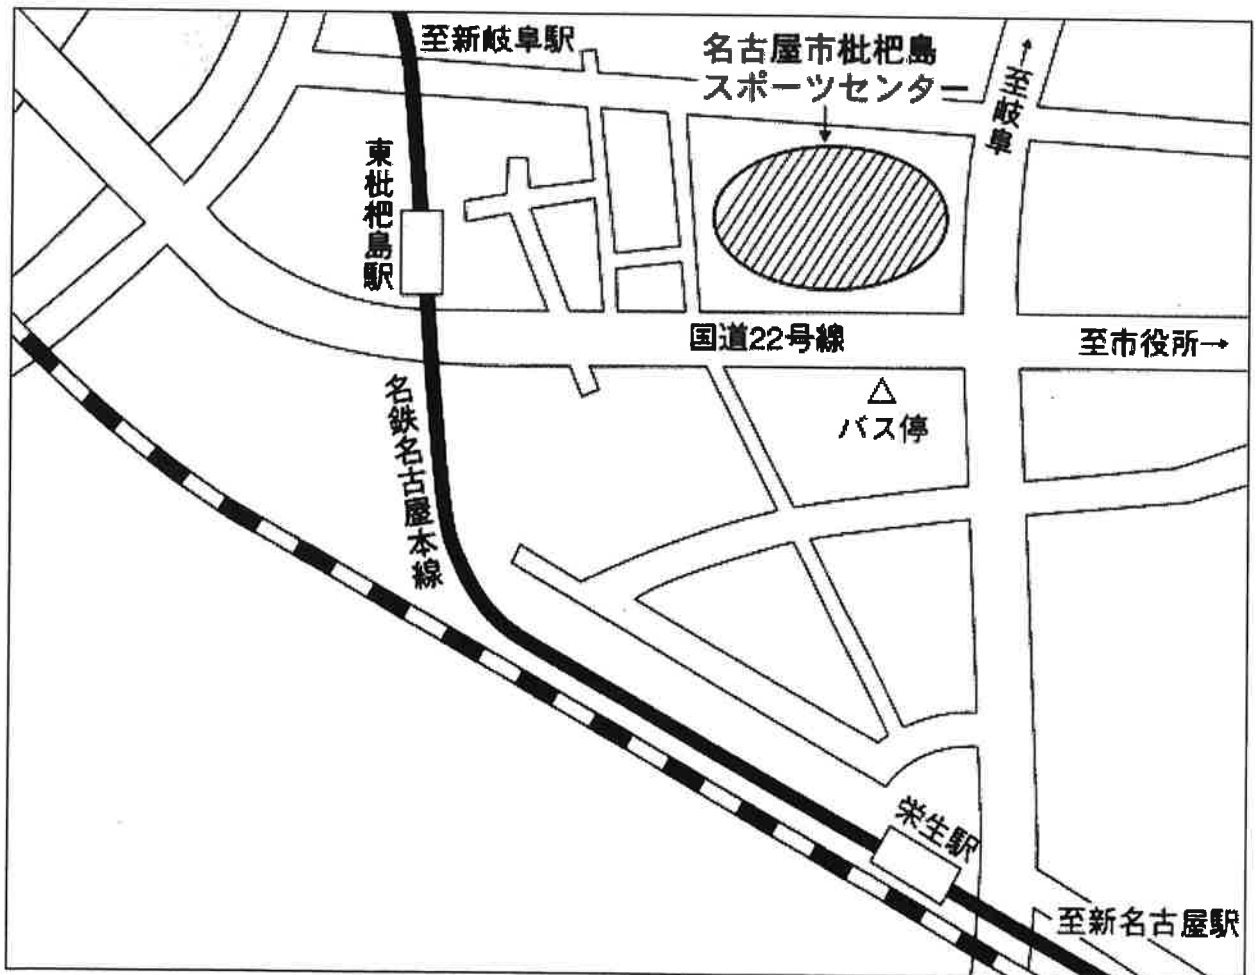 至新岐阜駅
名古屋市枇杷島
スポーツセンター
↑至岐阜
東枇杷島駅
国道22号線
至市役所→
△
バス停
名鉄名古屋本線
栄生駅
至新名古屋駅